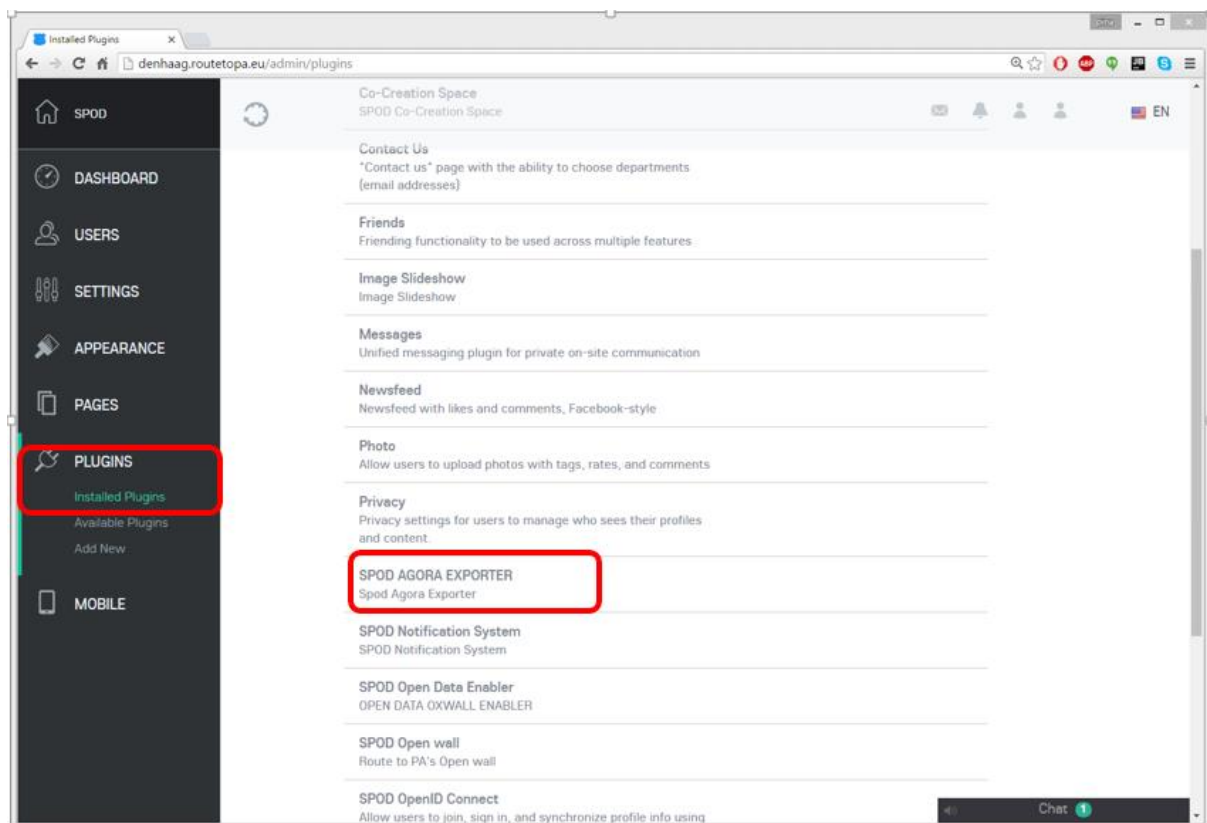 Installed Plugins
denhaag.routetopa.eu/admin/plugins
SPOD
EN
DASHBOARD
USERS
SETTINGS
APPEARANCE
PAGES
PLUGINS
Installed Plugins
Available Plugins
Add New
MOBILE
Co-Creation Space
SPOD Co-Creation Space
Contact Us
"Contact us" page with the ability to choose departments
(email addresses)
Friends
Friending functionality to be used across multiple features
Image Slideshow
Image Slideshow
Messages
Unified messaging plugin for private on-site communication
Newsfeed
Newsfeed with likes and comments, Facebook-style
Photo
Allow users to upload photos with tags, rates, and comments
Privacy
Privacy settings for users to manage who sees their profiles
and content.
SPOD AGORA EXPORTER
Spod Agora Exporter
SPOD Notification System
SPOD Notification System
SPOD Open Data Enabler
OPEN DATA OXWALL ENABLER
SPOD Open wall
Route to PA's Open wall
SPOD OpenID Connect
Allow users to join, sign in, and synchronize profile info using
Chat 1